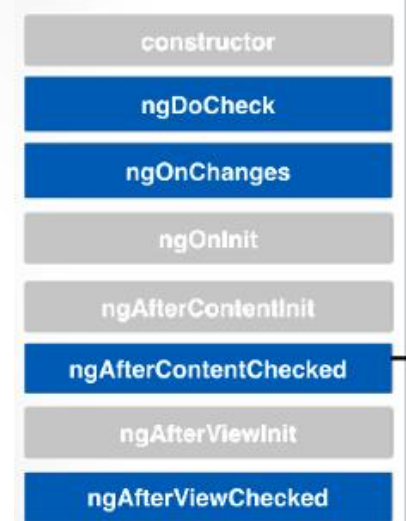 constructor
ngDoCheck
ngOnChanges
ngOnInit
ngAfterContentInit
ngAfterContentChecked
ngAfterViewInit
ngAfterViewChecked